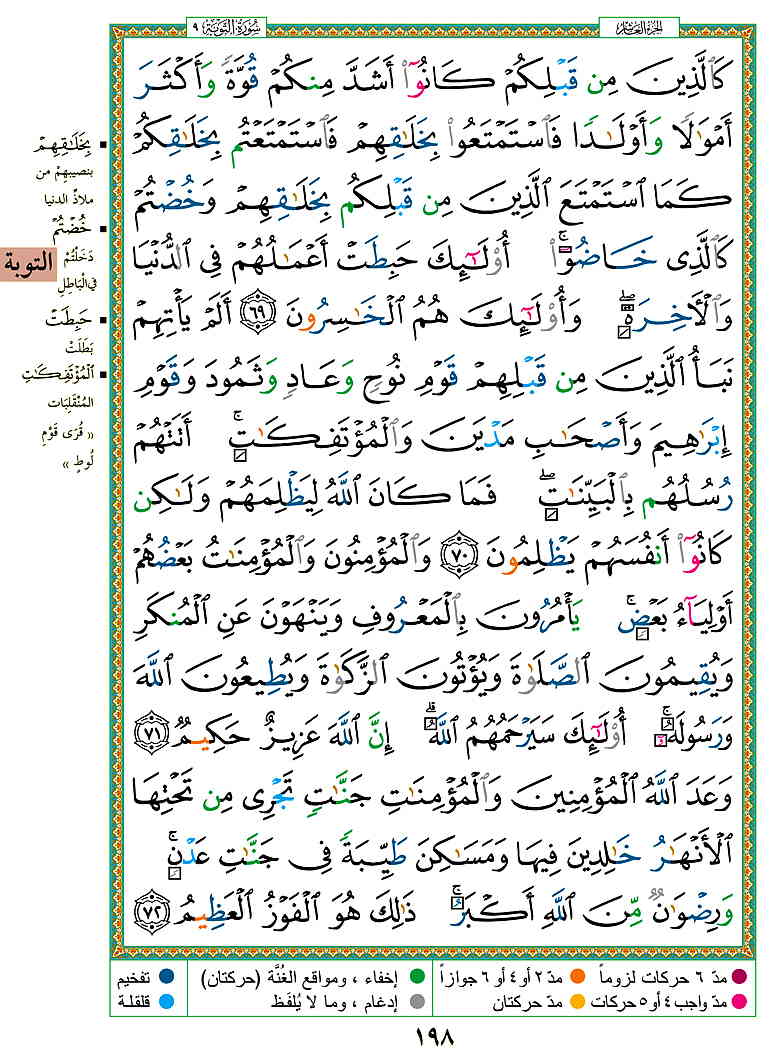 سُورَةُ التَّوبَةِ ٩
الجزء العاشر
كَٱلَّذِينَ مِن قَبْلِكُمْ كَانُوٓا۟ أَشَدَّ مِنكُمْ قُوَّةً وَأَكْثَرَ
أَمْوَٰلًا وَأَوْلَـٰدًا فَٱسْتَمْتَعُوا۟ بِخَلَـٰقِهِمْ فَٱسْتَمْتَعْتُم بِخَلَـٰقِكُمْ
كَمَا ٱسْتَمْتَعَ ٱلَّذِينَ مِن قَبْلِكُم بِخَلَـٰقِهِمْ وَخُضْتُمْ
كَٱلَّذِى خَاضُوٓا۟ ۚ أُو۟لَـٰٓئِكَ حَبِطَتْ أَعْمَـٰلُهُمْ فِى ٱلدُّنْيَا
وَٱلْـَٔاخِرَةِ ۖ وَأُو۟لَـٰٓئِكَ هُمُ ٱلْخَـٰسِرُونَ ﴿٦٩﴾ أَلَمْ يَأْتِهِمْ
نَبَأُ ٱلَّذِينَ مِن قَبْلِهِمْ قَوْمِ نُوحٍ وَعَادٍ وَثَمُودَ وَقَوْمِ
إِبْرَٰهِيمَ وَأَصْحَـٰبِ مَدْيَنَ وَٱلْمُؤْتَفِكَـٰتِ ۚ أَتَتْهُمْ
رُسُلُهُم بِٱلْبَيِّنَـٰتِ ۖ فَمَا كَانَ ٱللَّهُ لِيَظْلِمَهُمْ وَلَـٰكِن
كَانُوٓا۟ أَنفُسَهُمْ يَظْلِمُونَ ﴿٧٠﴾ وَٱلْمُؤْمِنُونَ وَٱلْمُؤْمِنَـٰتُ بَعْضُهُمْ
أَوْلِيَآءُ بَعْضٍ ۚ يَأْمُرُونَ بِٱلْمَعْرُوفِ وَيَنْهَوْنَ عَنِ ٱلْمُنكَرِ
وَيُقِيمُونَ ٱلصَّلَوٰةَ وَيُؤْتُونَ ٱلزَّكَوٰةَ وَيُطِيعُونَ ٱللَّهَ
وَرَسُولَهُۥٓ ۚ أُو۟لَـٰٓئِكَ سَيَرْحَمُهُمُ ٱللَّهُ ۗ إِنَّ ٱللَّهَ عَزِيزٌ حَكِيمٌ ﴿٧١﴾
وَعَدَ ٱللَّهُ ٱلْمُؤْمِنِينَ وَٱلْمُؤْمِنَـٰتِ جَنَّـٰتٍ تَجْرِى مِن تَحْتِهَا
ٱلْأَنْهَـٰرُ خَـٰلِدِينَ فِيهَا وَمَسَـٰكِنَ طَيِّبَةً فِى جَنَّـٰتِ عَدْنٍ ۚ
وَرِضْوَٰنٌ مِّنَ ٱللَّهِ أَكْبَرُ ۚ ذَٰلِكَ هُوَ ٱلْفَوْزُ ٱلْعَظِيمُ ﴿٧٢﴾
بِخَلَـٰقِهِمْ
بنصيبهِمْ من
ملاذِّ الدنيا
خُضْتُمْ
دَخَلْتُمْ
في الْبَاطِلِ
حَبِطَتْ
بَطَلَتْ
ٱلْمُؤْتَفِكَـٰتِ
المُنْقَلِبَات
« قُرَى قَوْمِ
لُوطٍ »
التوبة
مدّ ٦ حركات لزوماً
مدّ ٢ أو ٤ أو ٦ جوازاً
إخفاء ، ومواقع الغُنَّة (حركتان)
تفخيم
مدّ واجب ٤ أو ٥ حركات
مدّ حركتان
إدغام ، وما لا يُلفَظ
قلقلة
١٩٨